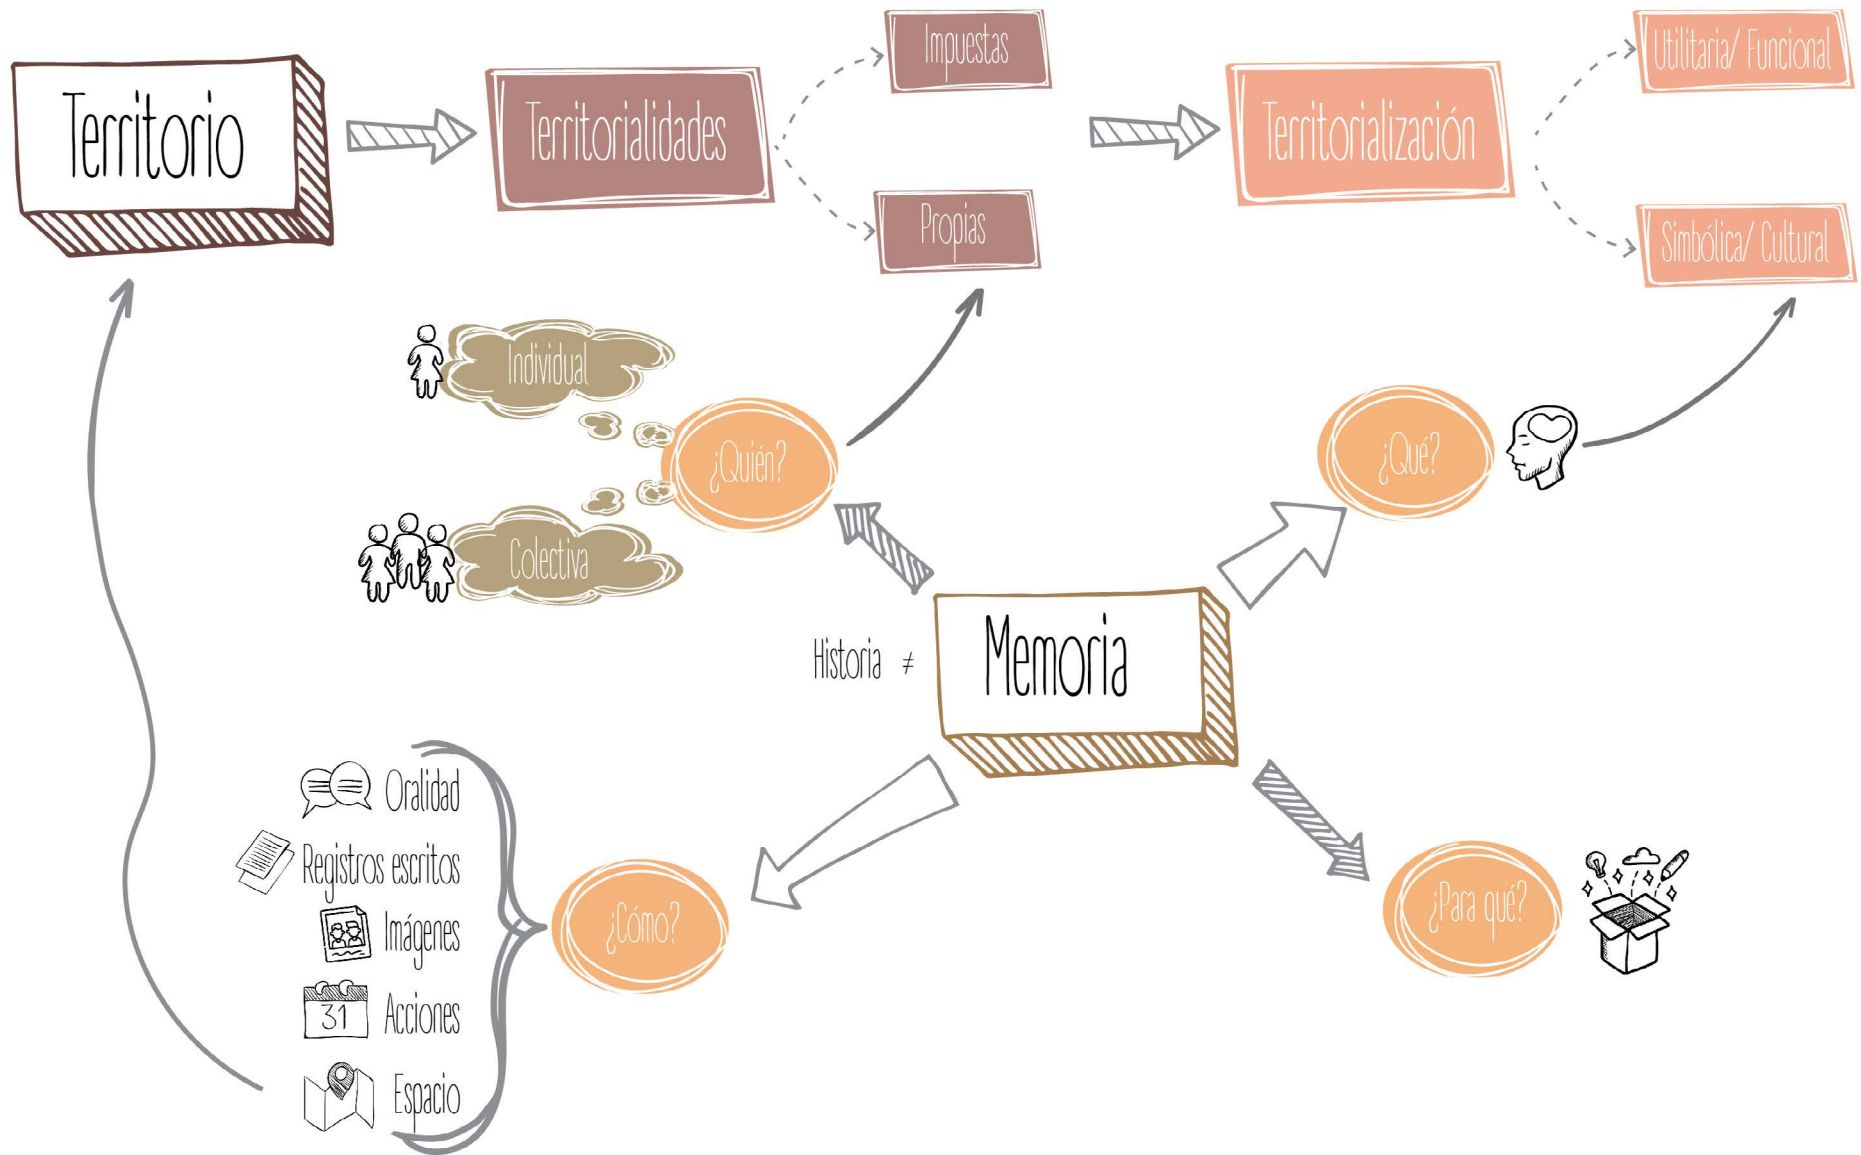 Territorio
Territorialidades
Impuestas
Propias
Territorialización
Utilitaria/ Funcional
Simbólica/ Cultural
Individual
¿Quién?
Colectiva
¿Qué?
Historia ≠
Memoria
Oralidad
Registros escritos
Imágenes
31
Acciones
Espacio
¿Cómo?
¿Para qué?